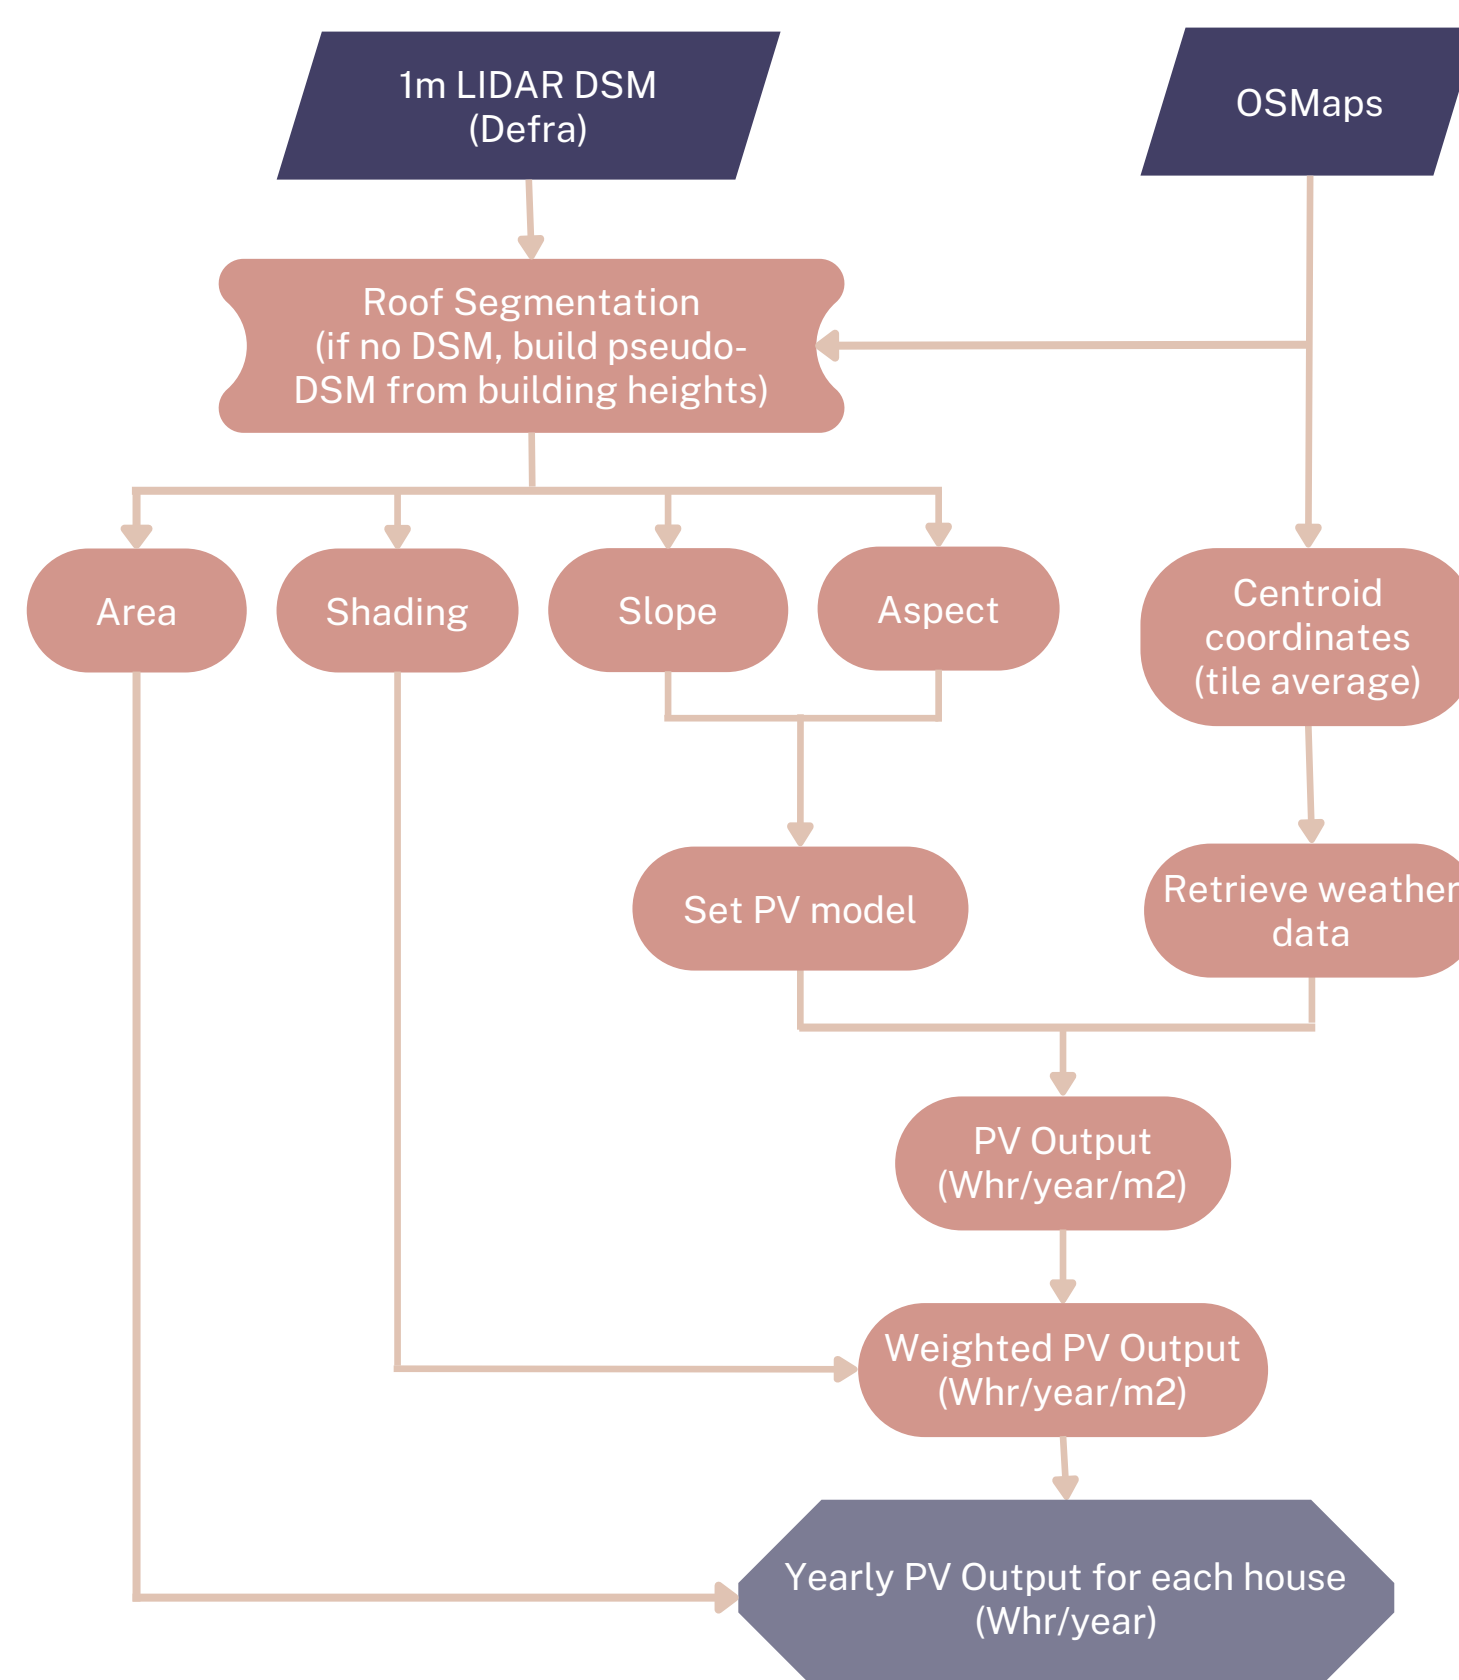 1m LIDAR DSM
(Defra)
OSMaps
Roof Segmentation
(if no DSM, build pseudo-
DSM from building heights)
Area
Shading
Slope
Aspect
Centroid
coordinates
(tile average)
Set PV model
Retrieve weather
data
PV Output
(Whr/year/m2)
Weighted PV Output
(Whr/year/m2)
Yearly PV Output for each house
(Whr/year)